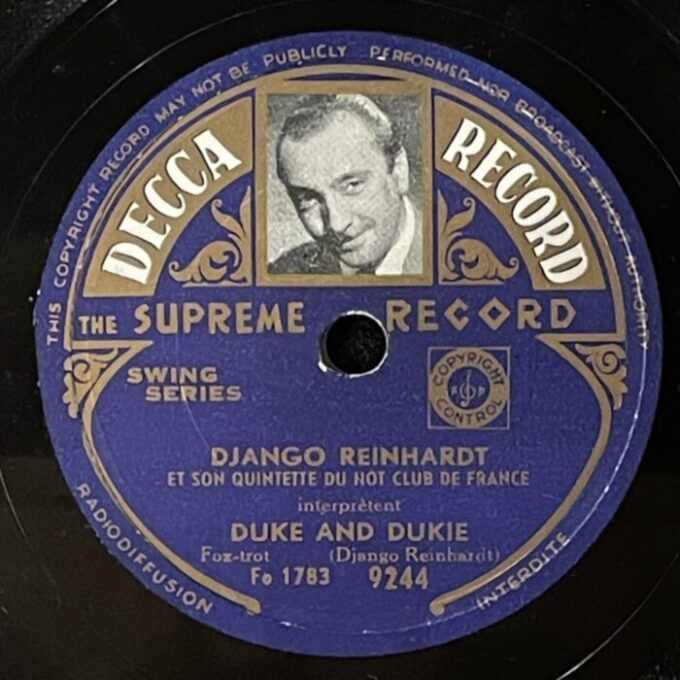 THIS COPYRIGHT RECORD MAY NOT BE PUBLICLY PERFORMED NOR BROADCAST WITHOUT AUTHORITY
DECCA RECORD
THE SUPREME RECORD
SWING
SERIES
COPYRIGHT
CONTROL
DJANGO REINHARDT
ET SON QUINTETTE DU NOT CLUB DE FRANCE
interprètent
DUKE AND DUKIE
Fox-trot (Django Reinhardt)
Fo 1783 9244
RADIODIFFUSION INTERDITE